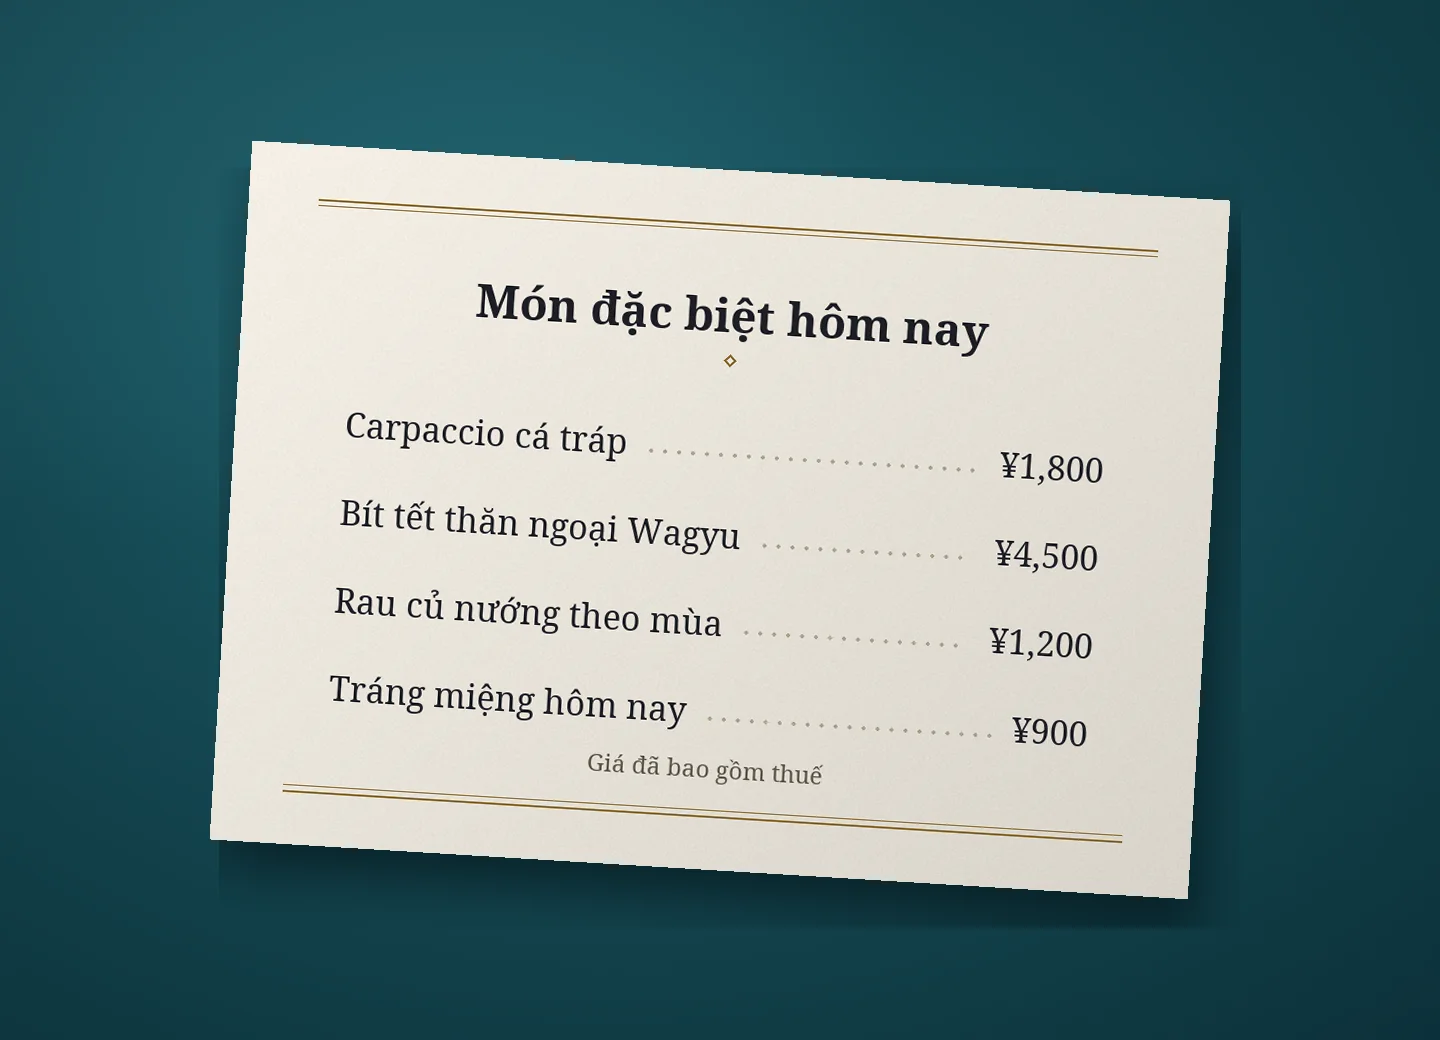 Món đặc biệt hôm nay
Carpaccio cá tráp ¥1,800
Bít tết thăn ngoại Wagyu ¥4,500
Rau củ nướng theo mùa ¥1,200
Tráng miệng hôm nay ¥900
Giá đã bao gồm thuế